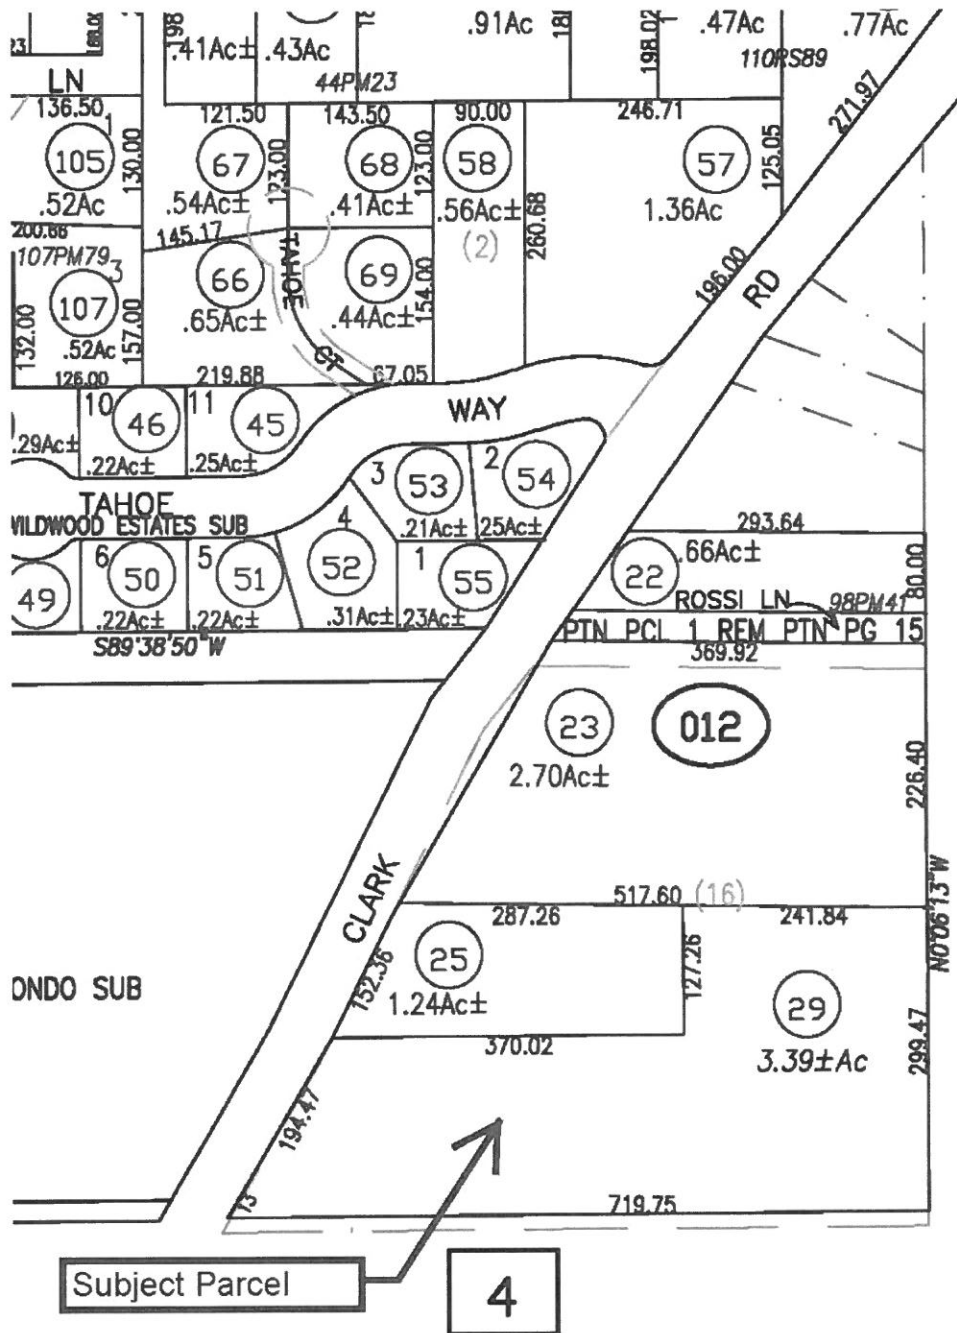 .41Ac± .43Ac .91Ac .47Ac .77Ac
198.02
110RS89
44PM23
LN
136.50 121.50 143.50 90.00 246.71 271.97
1
105 130.00 67 123.00 68 123.00 58 57 125.05
.52Ac .54Ac± .41Ac± .56Ac± 1.36Ac
(2) 260.68
200.68 145.17
107PM79 3
107 66 TAHOE 69 196.00 RD
132.00 157.00 .65Ac± .44Ac± 154.00
.52Ac CT
126.00 219.88 67.05
10 46 11 45 WAY
.29Ac± .22Ac± .25Ac± 3 53 2 54
TAHOE .21Ac± .25Ac±
WILDWOOD ESTATES SUB 4 293.64
6 5 52 1 .66Ac±
49 50 51 55 22 80.00
.22Ac± .22Ac± .31Ac± .23Ac± ROSSI LN 98PM41
S89°38'50"W PTN PCL 1 REM PTN PG 15
369.92
23 012
2.70Ac± 226.40
CLARK
517.60 (16)
287.26 241.84 N0°06'13"W
25 127.26
ONDO SUB 152.36 1.24Ac± 29
370.02 3.39±Ac 299.47
194.47
13 719.75
Subject Parcel 4